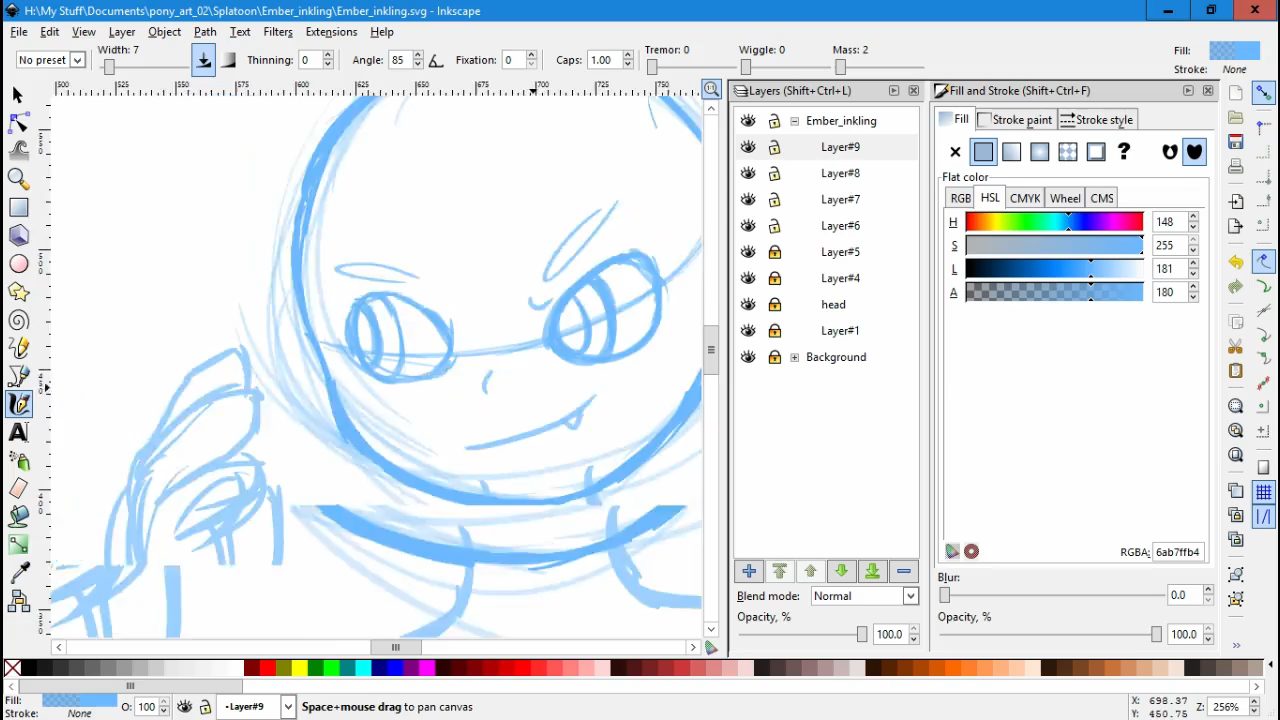 H:\My Stuff\Documents\pony_art_02\Splatoon\Ember_inkling\Ember_inkling.svg - Inkscape
File Edit View Layer Object Path Text Filters Extensions Help
No preset Width: 7 Thinning: 0 Angle: 85 Fixation: 0 Caps: 1.00 Tremor: 0 Wiggle: 0 Mass: 2 Fill:
Stroke: None
Layers (Shift+Ctrl+L) Fill and Stroke (Shift+Ctrl+F)
Ember_inkling
Layer#9
Layer#8
Layer#7
Layer#6
Layer#5
Layer#4
head
Layer#1
Background
Fill Stroke paint Stroke style
?
Flat color
RGB HSL CMYK Wheel CMS
H 148
S 255
L 181
A 180
RGBA: 6ab7ffb4
Blur:
0.0
Opacity, %
100.0
Blend mode: Normal
Opacity, %
100.0
Fill:
Stroke: None
O: 100
•Layer#9
Space+mouse drag to pan canvas
X: 698.37
Y: 450.75
Z: 256%